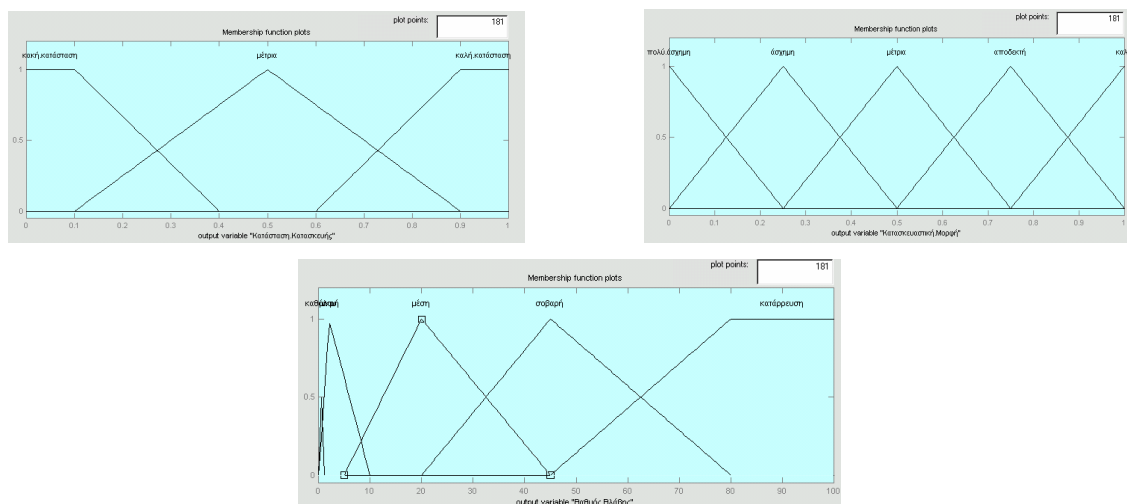 plot points:
181
Membership function plots
κακή.κατάσταση μέτρια καλή.κατάσταση
1
0.5
0
0 0.1 0.2 0.3 0.4 0.5 0.6 0.7 0.8 0.9 1
output variable "Κατάσταση.Κατασκευής"
plot points:
181
Membership function plots
πολύ.άσχημη άσχημη μέτρια αποδεκτή καλ
1
0.5
0
0 0.1 0.2 0.3 0.4 0.5 0.6 0.7 0.8 0.9 1
output variable "Κατασκευαστική.Μορφή"
plot points:
181
Membership function plots
μέση σοβαρή κατάρρευση
1
0.5
0
0 10 20 30 40 50 60 70 80 90 100
output variable "Βαθμός.Βλάβης"